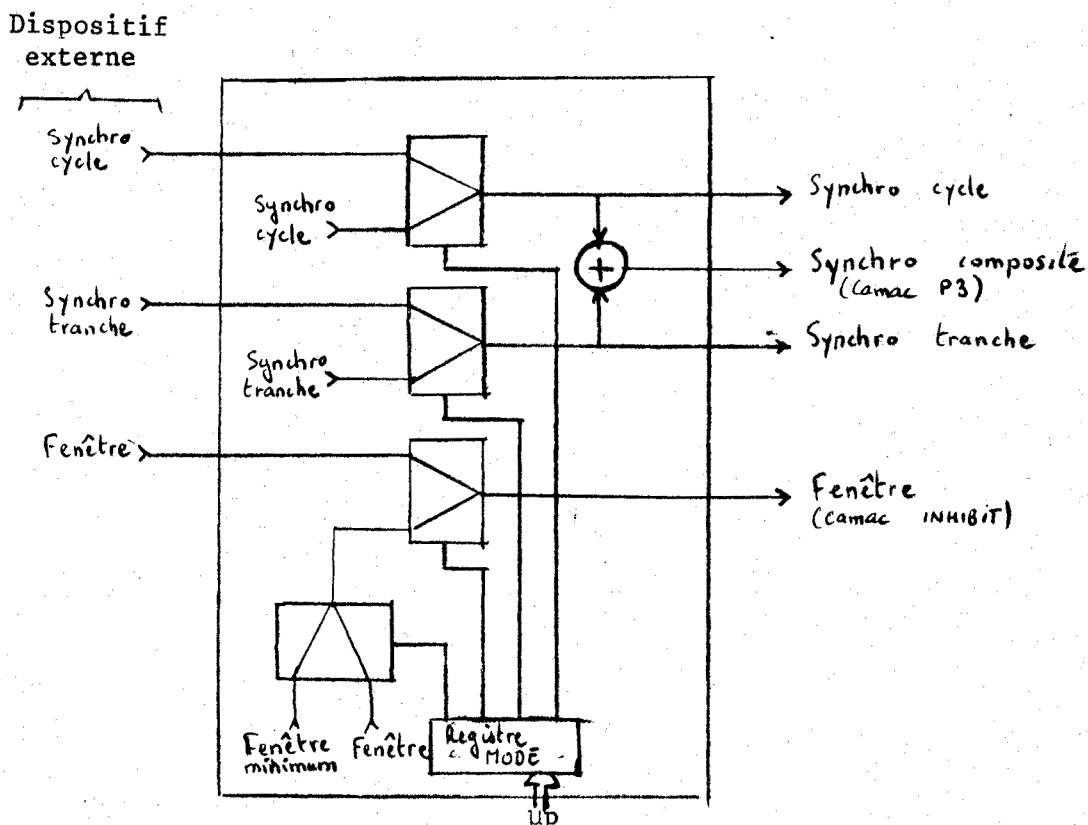 Dispositif
externe
Synchro
cycle
Synchro
cycle
Synchro cycle
Synchro composite
(Camac P3)
Synchro
tranche
Synchro
tranche
Synchro tranche
Fenêtre
Fenêtre
(Camac INHIBIT)
Fenêtre
minimum
Fenêtre
Registre
MODE
UP